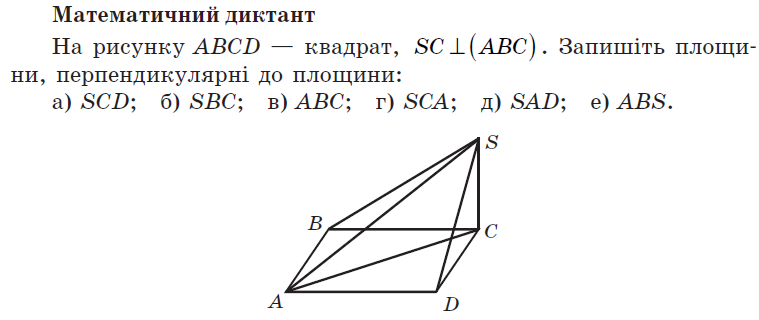 Математичний диктант
На рисунку ABCD — квадрат, SC⊥(ABC). Запишіть площи-
ни, перпендикулярні до площини:
а) SCD; б) SBC; в) ABC; г) SCA; д) SAD; е) ABS.
S
B
C
A
D